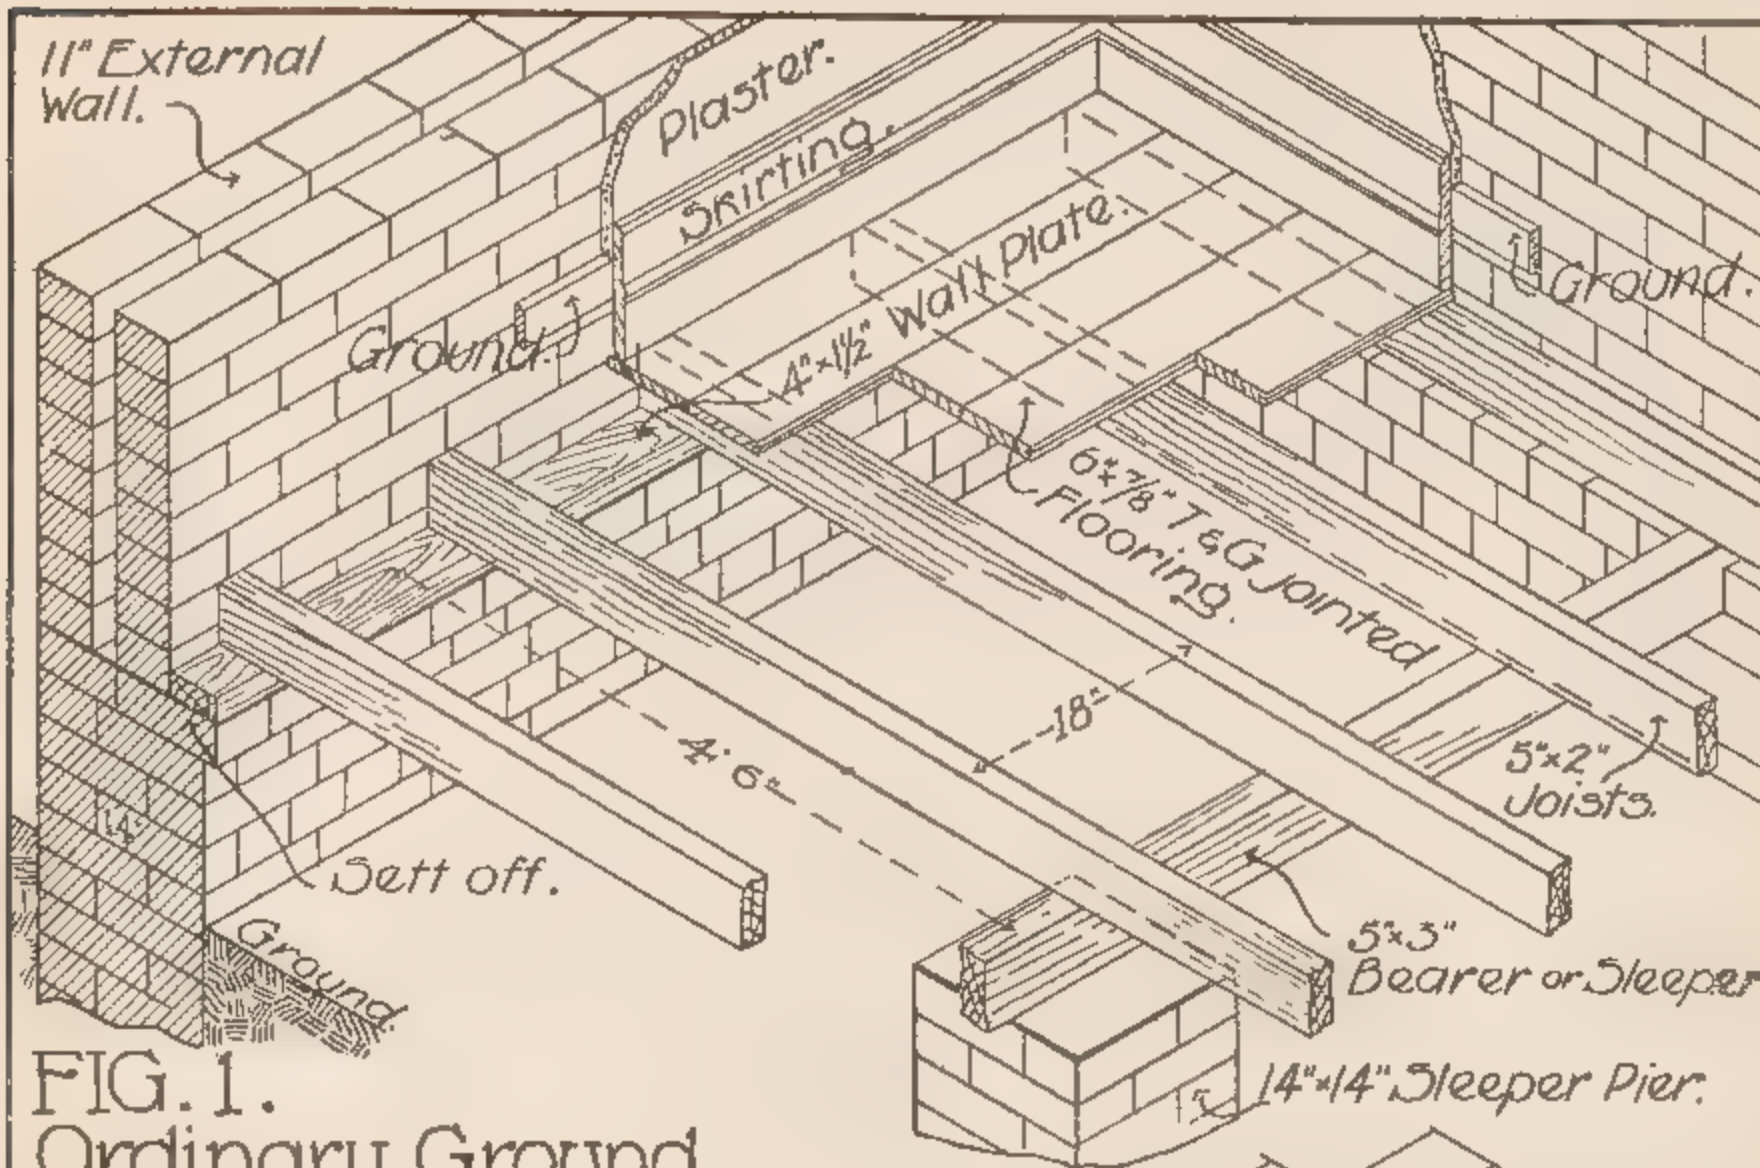 11" External
Wall.
Plaster.
Skirting.
4"×1½" Wall Plate.
Ground.
Ground.
6"×7/8" T&G Jointed
Flooring.
18"
4' 6"
5"×2"
Joists.
14"
Sett off.
Ground.
5"×3"
Bearer or Sleeper
14"×14" Sleeper Pier.
FIG. 1.
Ordinary Ground